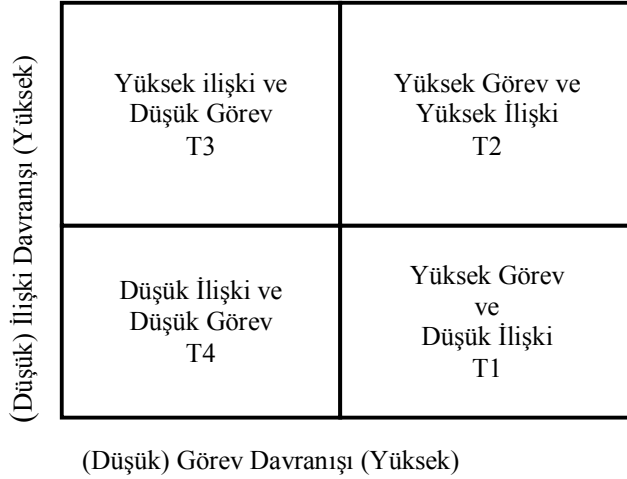 Yüksek ilişki ve
Düşük Görev
T3
Yüksek Görev ve
Yüksek İlişki
T2
Düşük İlişki ve
Düşük Görev
T4
Yüksek Görev
ve
Düşük İlişki
T1
(Düşük) İlişki Davranışı (Yüksek)
(Düşük) Görev Davranışı (Yüksek)